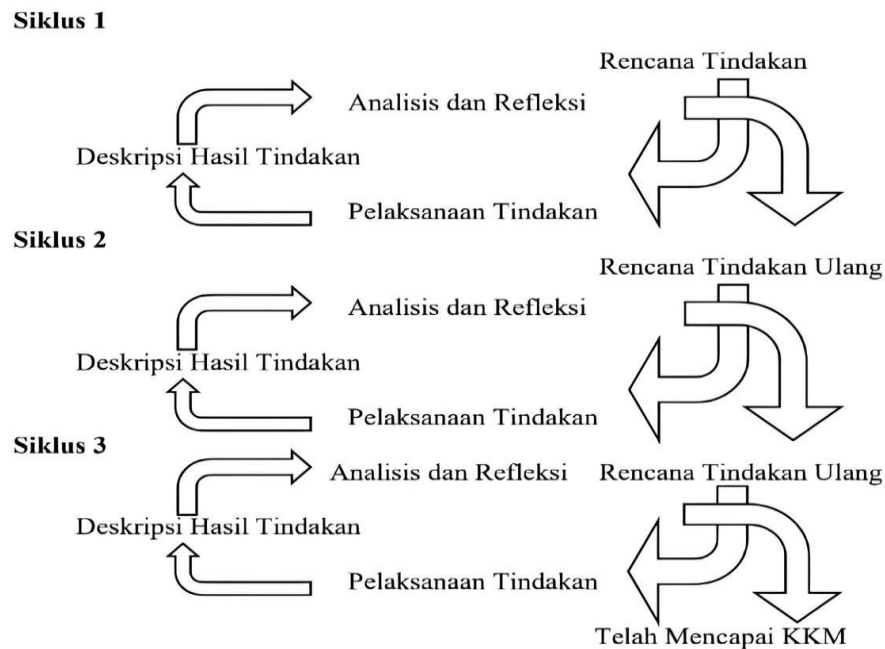 Siklus 1
Rencana Tindakan
Analisis dan Refleksi
Deskripsi Hasil Tindakan
Pelaksanaan Tindakan
Siklus 2
Rencana Tindakan Ulang
Analisis dan Refleksi
Deskripsi Hasil Tindakan
Pelaksanaan Tindakan
Siklus 3
Analisis dan Refleksi Rencana Tindakan Ulang
Deskripsi Hasil Tindakan
Pelaksanaan Tindakan
Telah Mencapai KKM